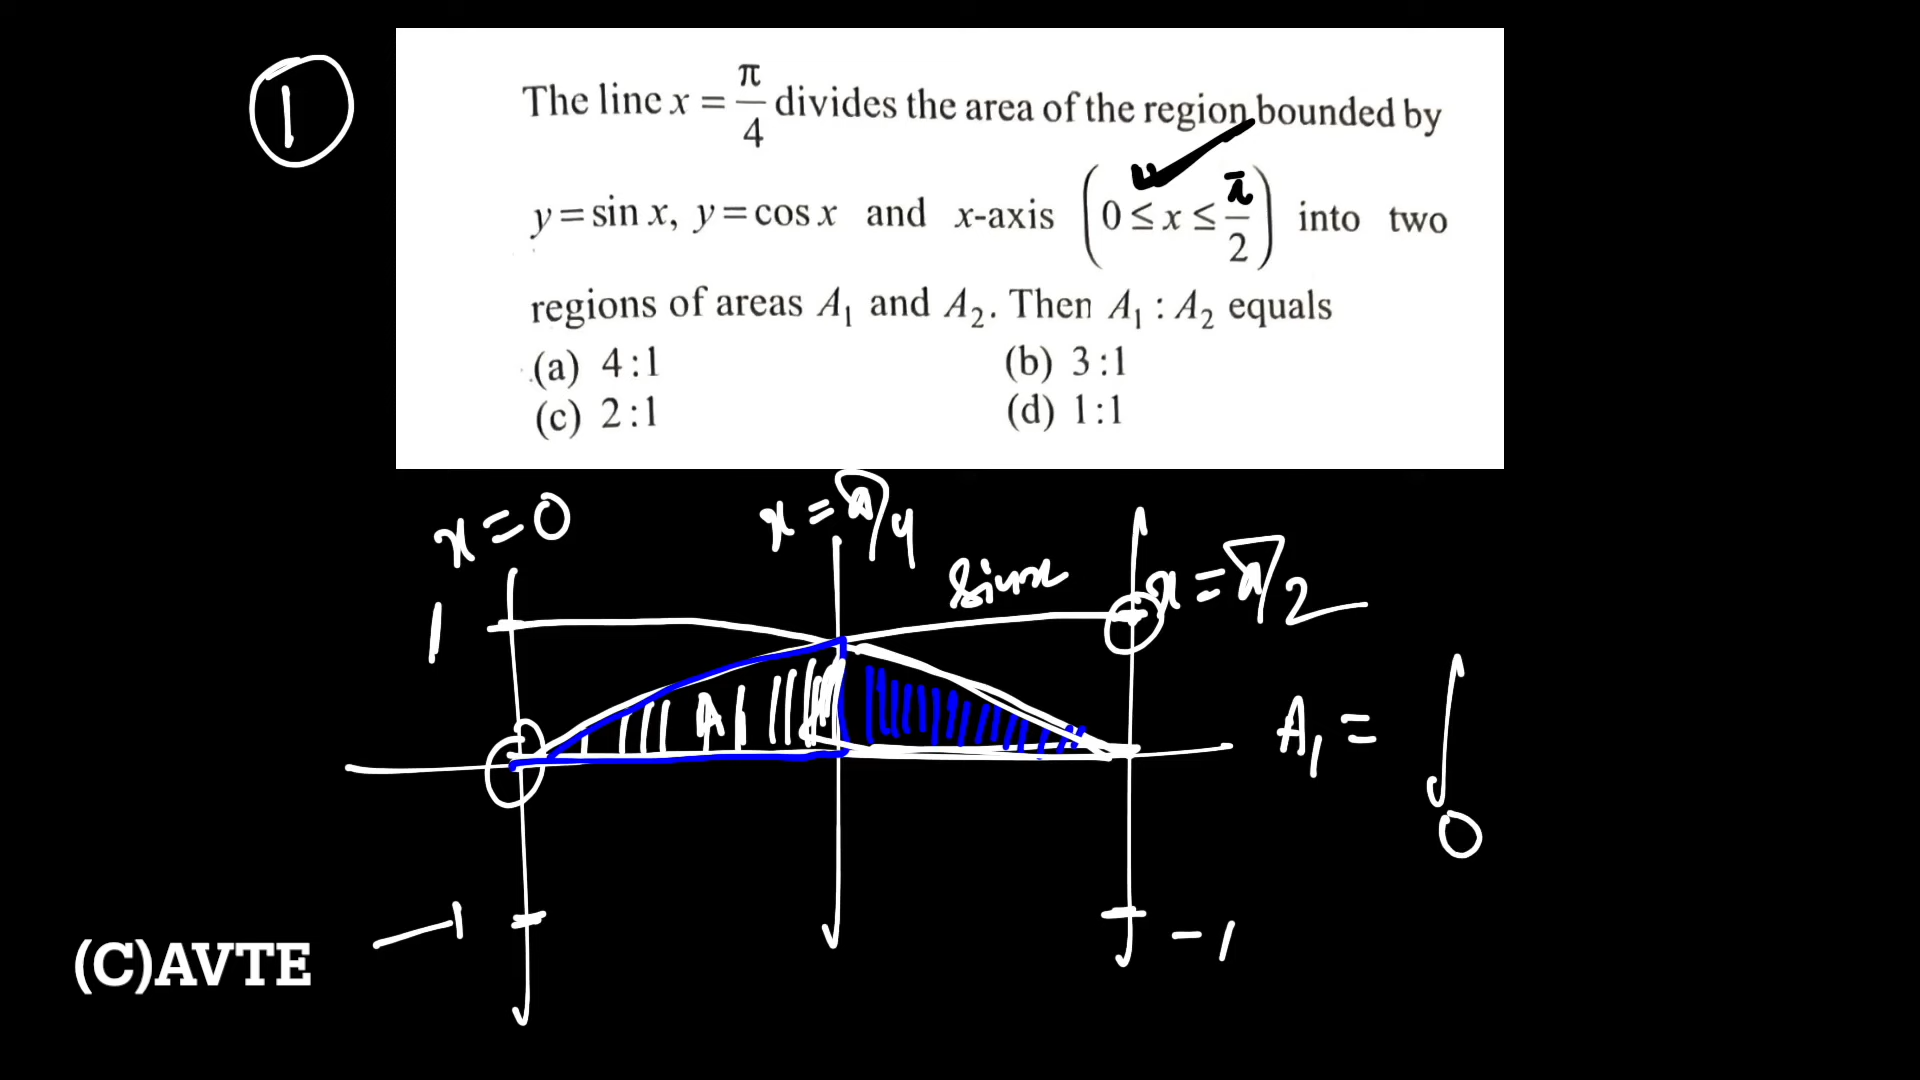 1
The line x = π/4 divides the area of the region bounded by
y = sin x, y = cos x and x-axis (0 ≤ x ≤ π/2) into two
regions of areas A₁ and A₂. Then A₁ : A₂ equals
(a) 4 : 1 (b) 3 : 1
(c) 2 : 1 (d) 1 : 1
x = 0 x = π/4 sinx x = π/2
1
A1
A₁ = ∫
0
-1 -1
(C)AVTE